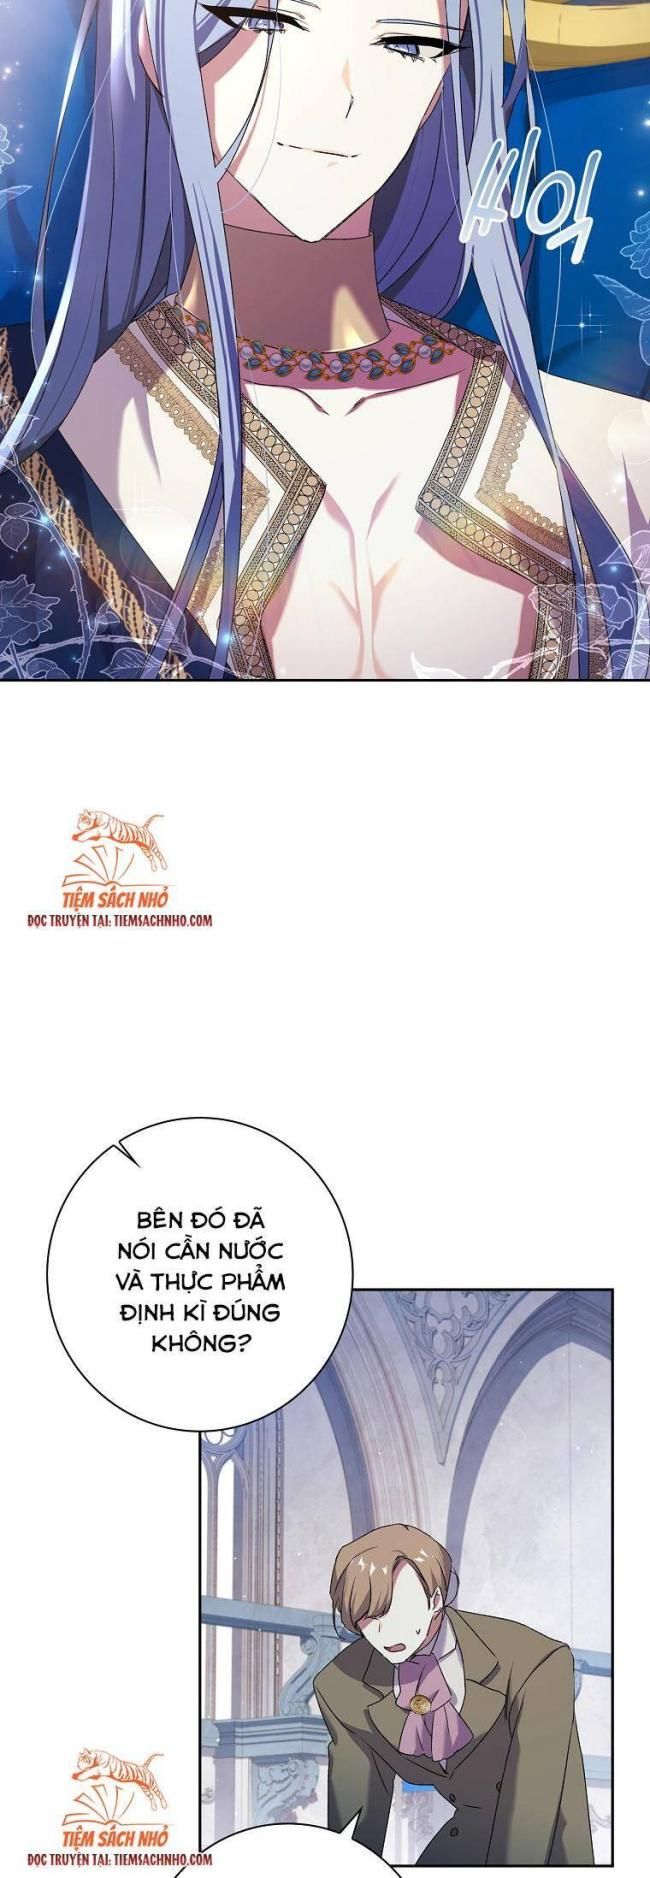 씨익
TIỆM SÁCH NHỎ
ĐỌC TRUYỆN TẠI: TIEMSACHNHO.COM
BÊN ĐÓ ĐÃ
NÓI CẦN NƯỚC
VÀ THỰC PHẨM
ĐỊNH KÌ ĐÚNG
KHÔNG?
TIỆM SÁCH NHỎ
ĐỌC TRUYỆN TẠI: TIEMSACHNHO.COM